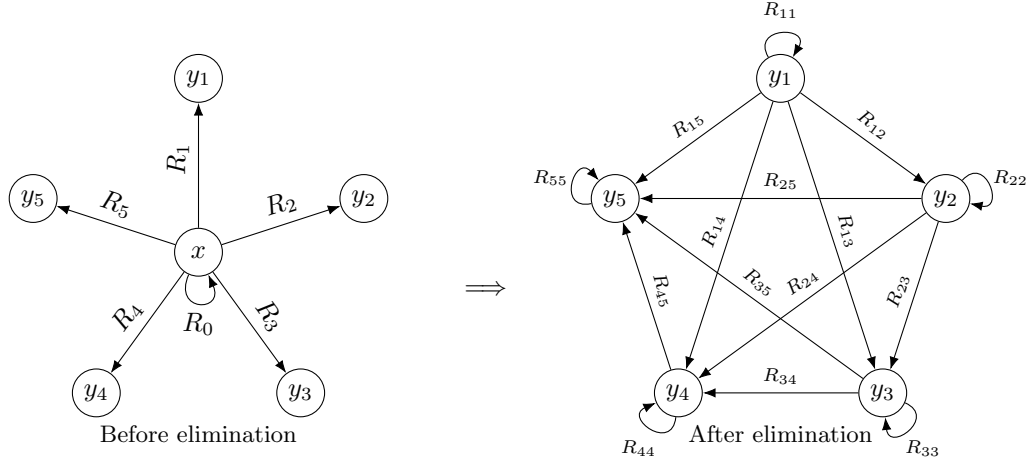 R₁₁
y₁
y₁
R₁
R₁₅
R₁₂
R₅₅
R₂₂
y₅
R₅
R₂
y₂
y₅
R₂₅
y₂
x
R₁₄
R₁₃
R₀
⟹
R₄₅
R₃₅
R₂₄
R₂₃
R₄
R₃
y₄
y₃
y₄
R₃₄
y₃
Before elimination
R₄₄
After elimination
R₃₃